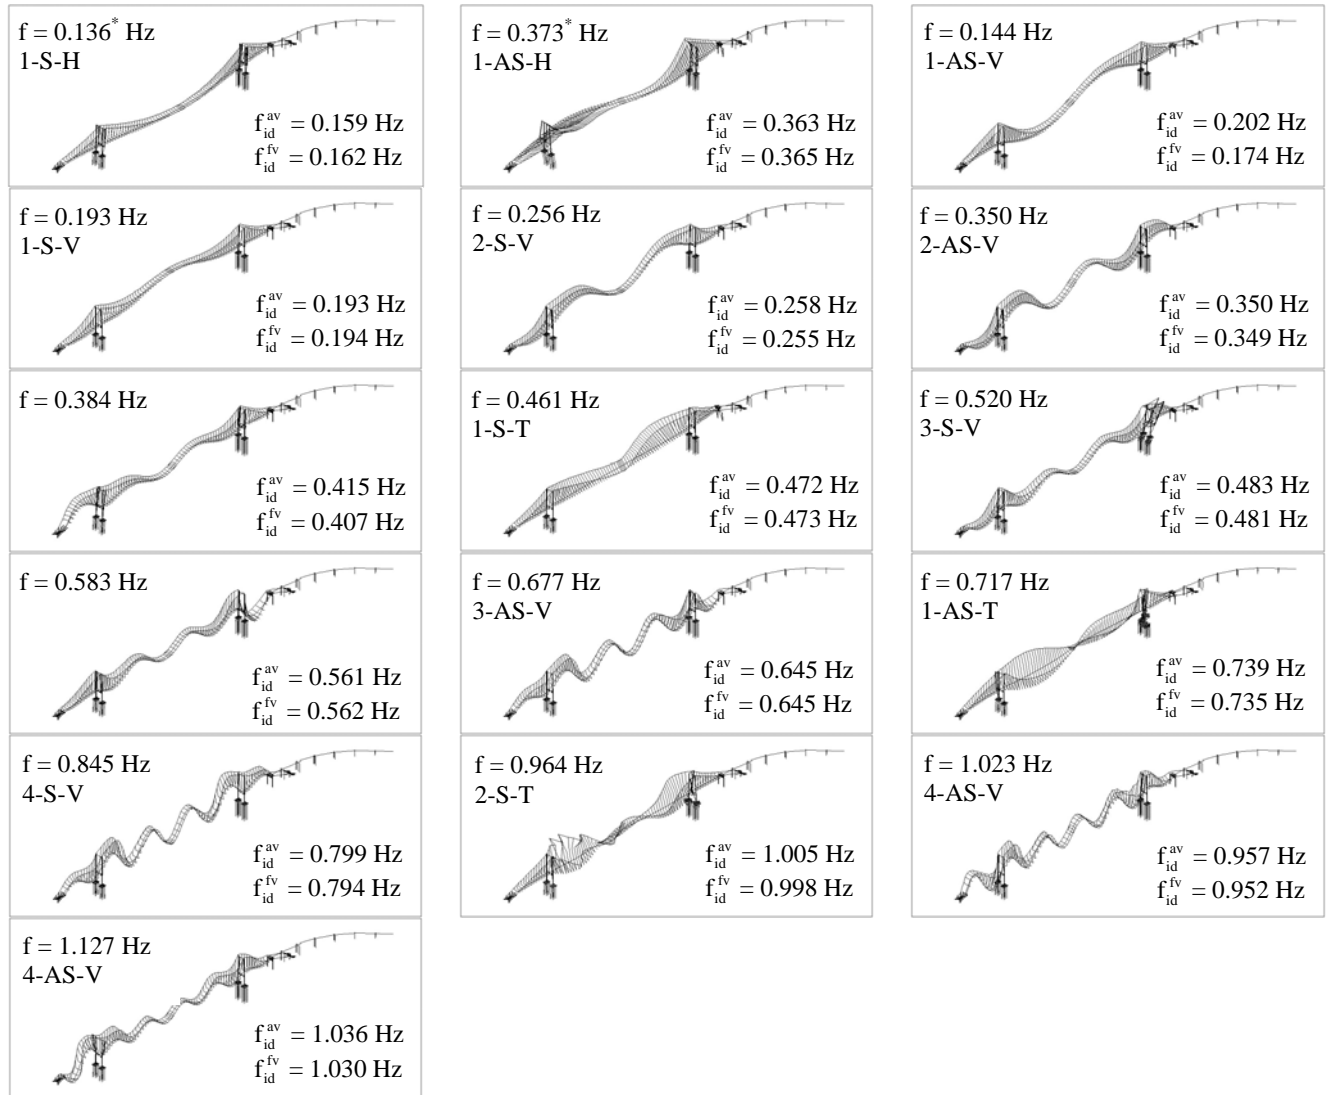 f = 0.136* Hz
1-S-H
f_id^av = 0.159 Hz
f_id^fv = 0.162 Hz
f = 0.373* Hz
1-AS-H
f_id^av = 0.363 Hz
f_id^fv = 0.365 Hz
f = 0.144 Hz
1-AS-V
f_id^av = 0.202 Hz
f_id^fv = 0.174 Hz
f = 0.193 Hz
1-S-V
f_id^av = 0.193 Hz
f_id^fv = 0.194 Hz
f = 0.256 Hz
2-S-V
f_id^av = 0.258 Hz
f_id^fv = 0.255 Hz
f = 0.350 Hz
2-AS-V
f_id^av = 0.350 Hz
f_id^fv = 0.349 Hz
f = 0.384 Hz
f_id^av = 0.415 Hz
f_id^fv = 0.407 Hz
f = 0.461 Hz
1-S-T
f_id^av = 0.472 Hz
f_id^fv = 0.473 Hz
f = 0.520 Hz
3-S-V
f_id^av = 0.483 Hz
f_id^fv = 0.481 Hz
f = 0.583 Hz
f_id^av = 0.561 Hz
f_id^fv = 0.562 Hz
f = 0.677 Hz
3-AS-V
f_id^av = 0.645 Hz
f_id^fv = 0.645 Hz
f = 0.717 Hz
1-AS-T
f_id^av = 0.739 Hz
f_id^fv = 0.735 Hz
f = 0.845 Hz
4-S-V
f_id^av = 0.799 Hz
f_id^fv = 0.794 Hz
f = 0.964 Hz
2-S-T
f_id^av = 1.005 Hz
f_id^fv = 0.998 Hz
f = 1.023 Hz
4-AS-V
f_id^av = 0.957 Hz
f_id^fv = 0.952 Hz
f = 1.127 Hz
4-AS-V
f_id^av = 1.036 Hz
f_id^fv = 1.030 Hz